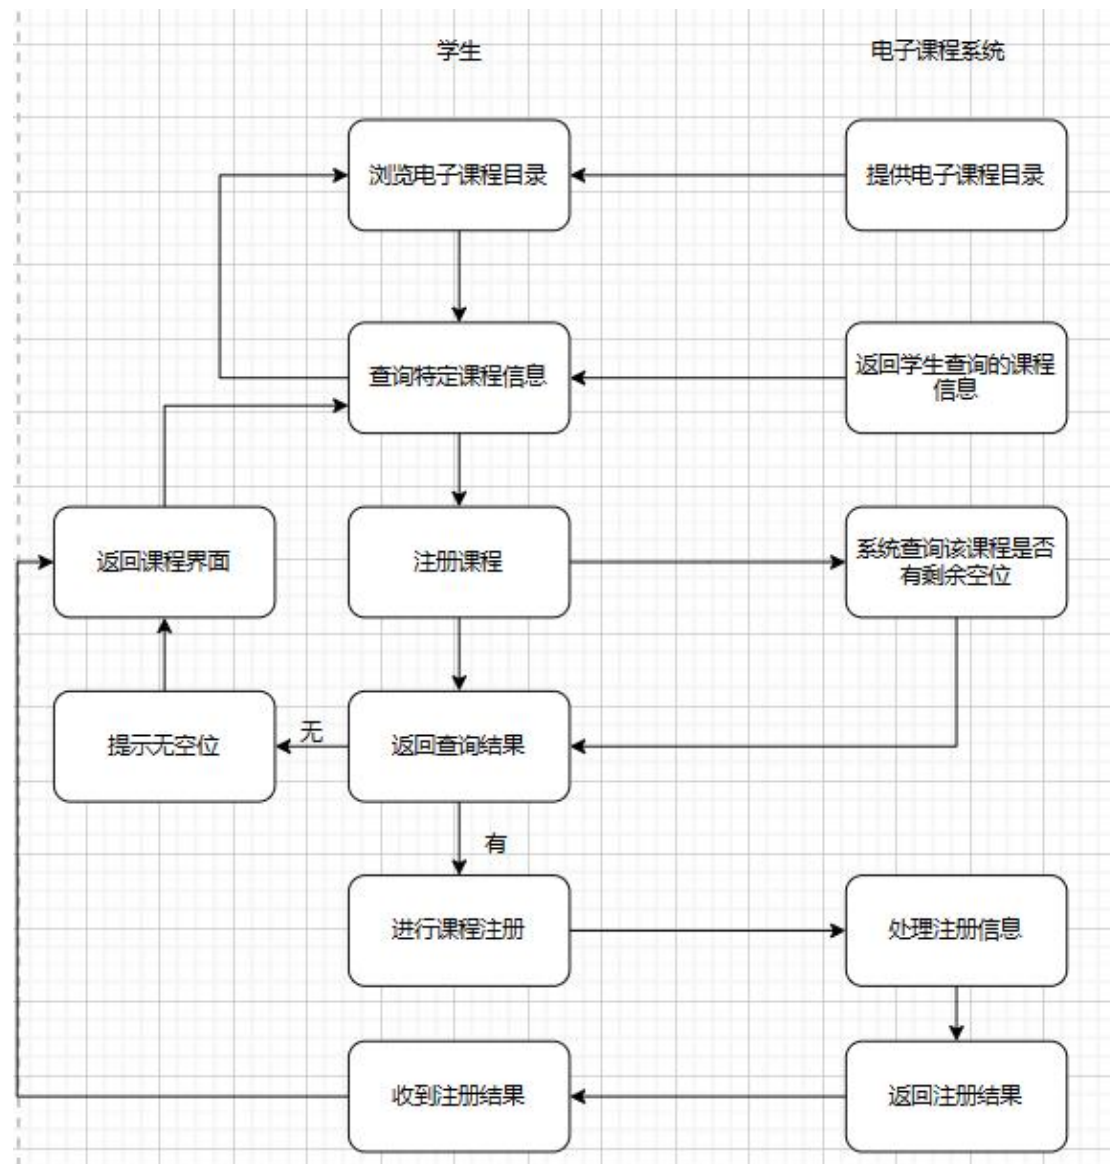 学生
电子课程系统
浏览电子课程目录
提供电子课程目录
查询特定课程信息
返回学生查询的课程
信息
返回课程界面
注册课程
系统查询该课程是否
有剩余空位
提示无空位
无
返回查询结果
有
进行课程注册
处理注册信息
收到注册结果
返回注册结果